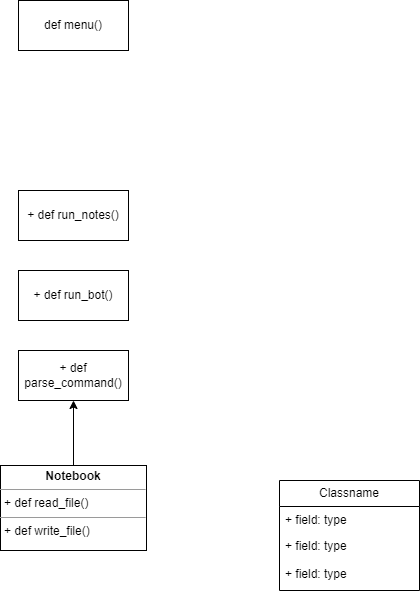 def menu()
+ def run_notes()
+ def run_bot()
+ def
parse_command()
Notebook
+ def read_file()
+ def write_file()
Classname
+ field: type
+ field: type
+ field: type